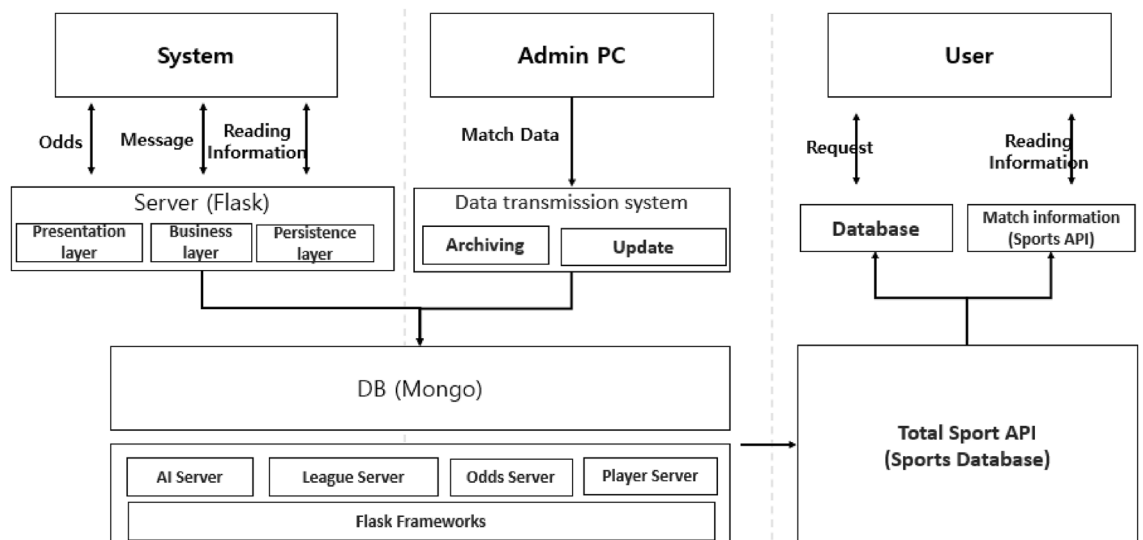 System
Admin PC
User
Odds
Message
Reading
Information
Match Data
Request
Reading
Information
Server (Flask)
Presentation
layer
Business
layer
Persistence
layer
Data transmission system
Archiving
Update
Database
Match information
(Sports API)
DB (Mongo)
AI Server
League Server
Odds Server
Player Server
Flask Frameworks
Total Sport API
(Sports Database)